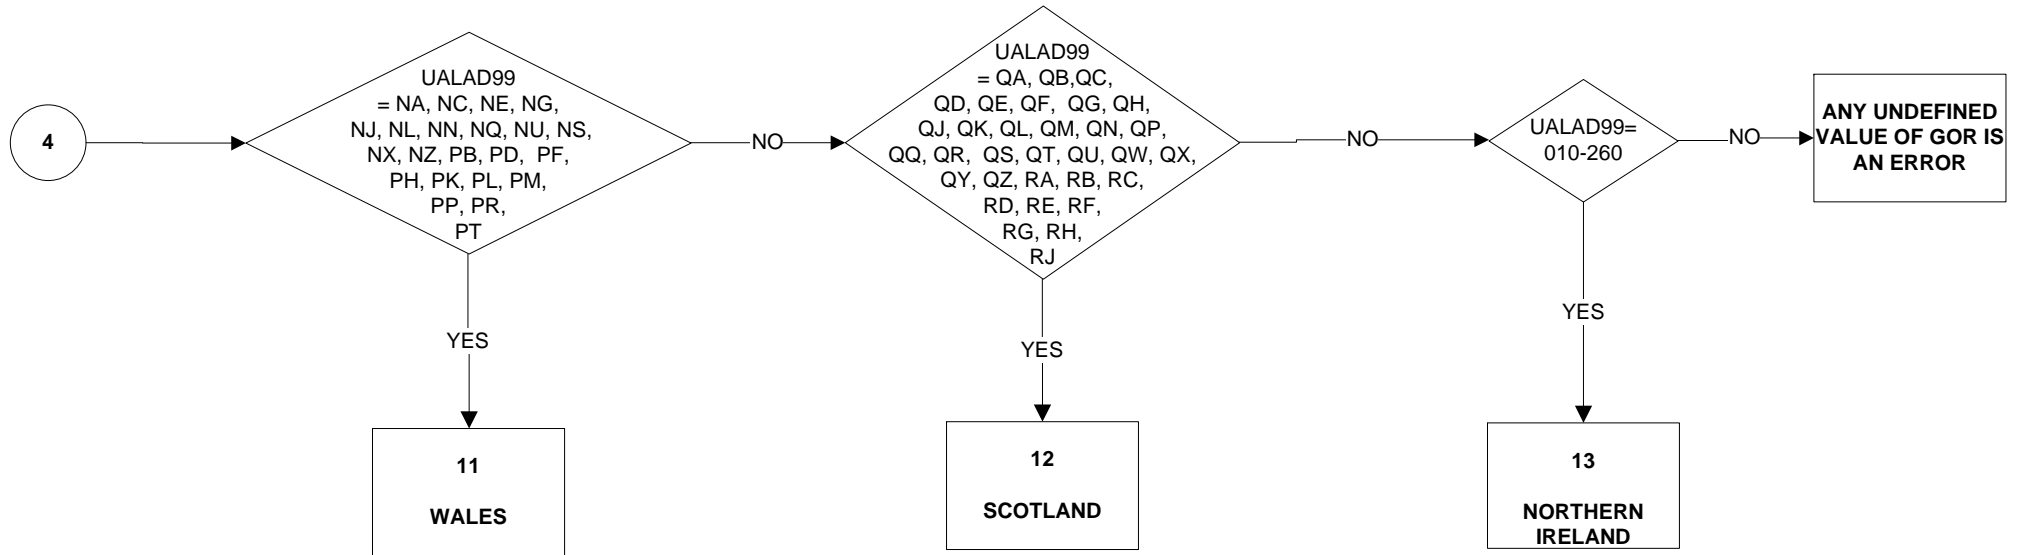 4
UALAD99
= NA, NC, NE, NG,
NJ, NL, NN, NQ, NU, NS,
NX, NZ, PB, PD, PF,
PH, PK, PL, PM,
PP, PR,
PT
NO
UALAD99
= QA, QB,QC,
QD, QE, QF, QG, QH,
QJ, QK, QL, QM, QN, QP,
QQ, QR, QS, QT, QU, QW, QX,
QY, QZ, RA, RB, RC,
RD, RE, RF,
RG, RH,
RJ
NO
UALAD99=
010-260
NO
ANY UNDEFINED
VALUE OF GOR IS
AN ERROR
YES
YES
YES
11
WALES
12
SCOTLAND
13
NORTHERN
IRELAND